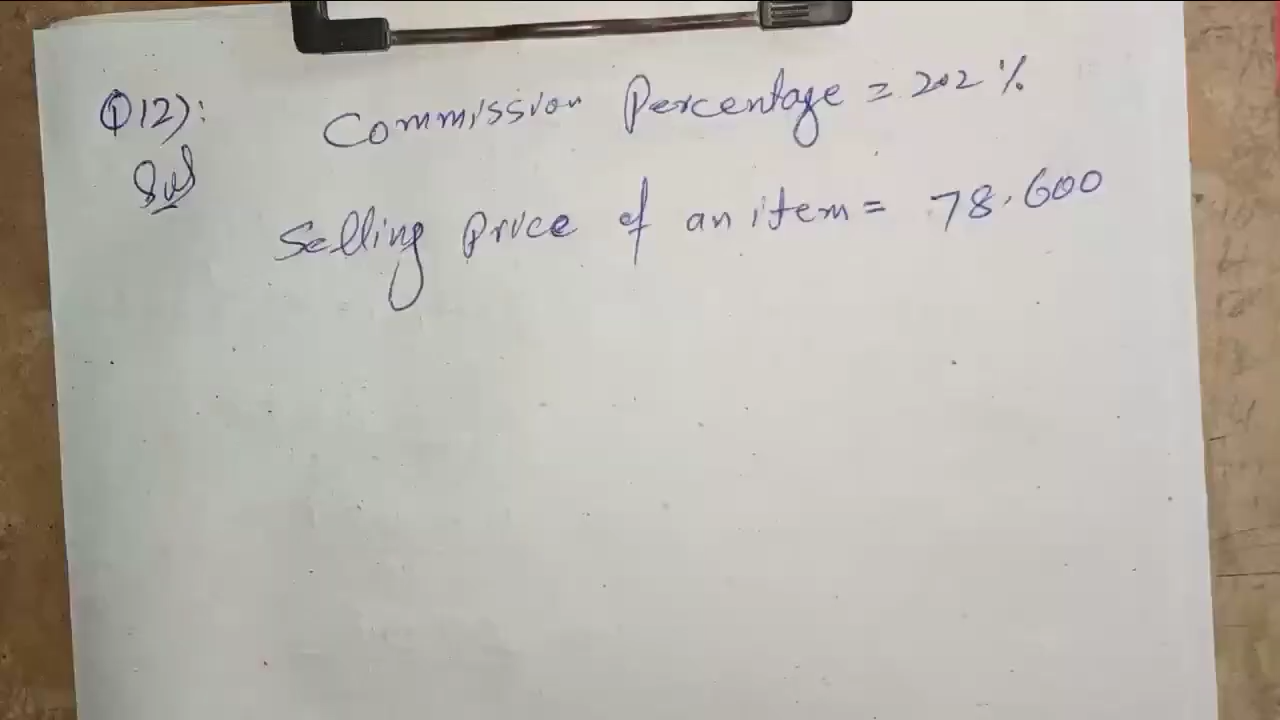 Q12):
Commission Percentage = 2.2 %
Sol
Selling Price of an item = 78.600